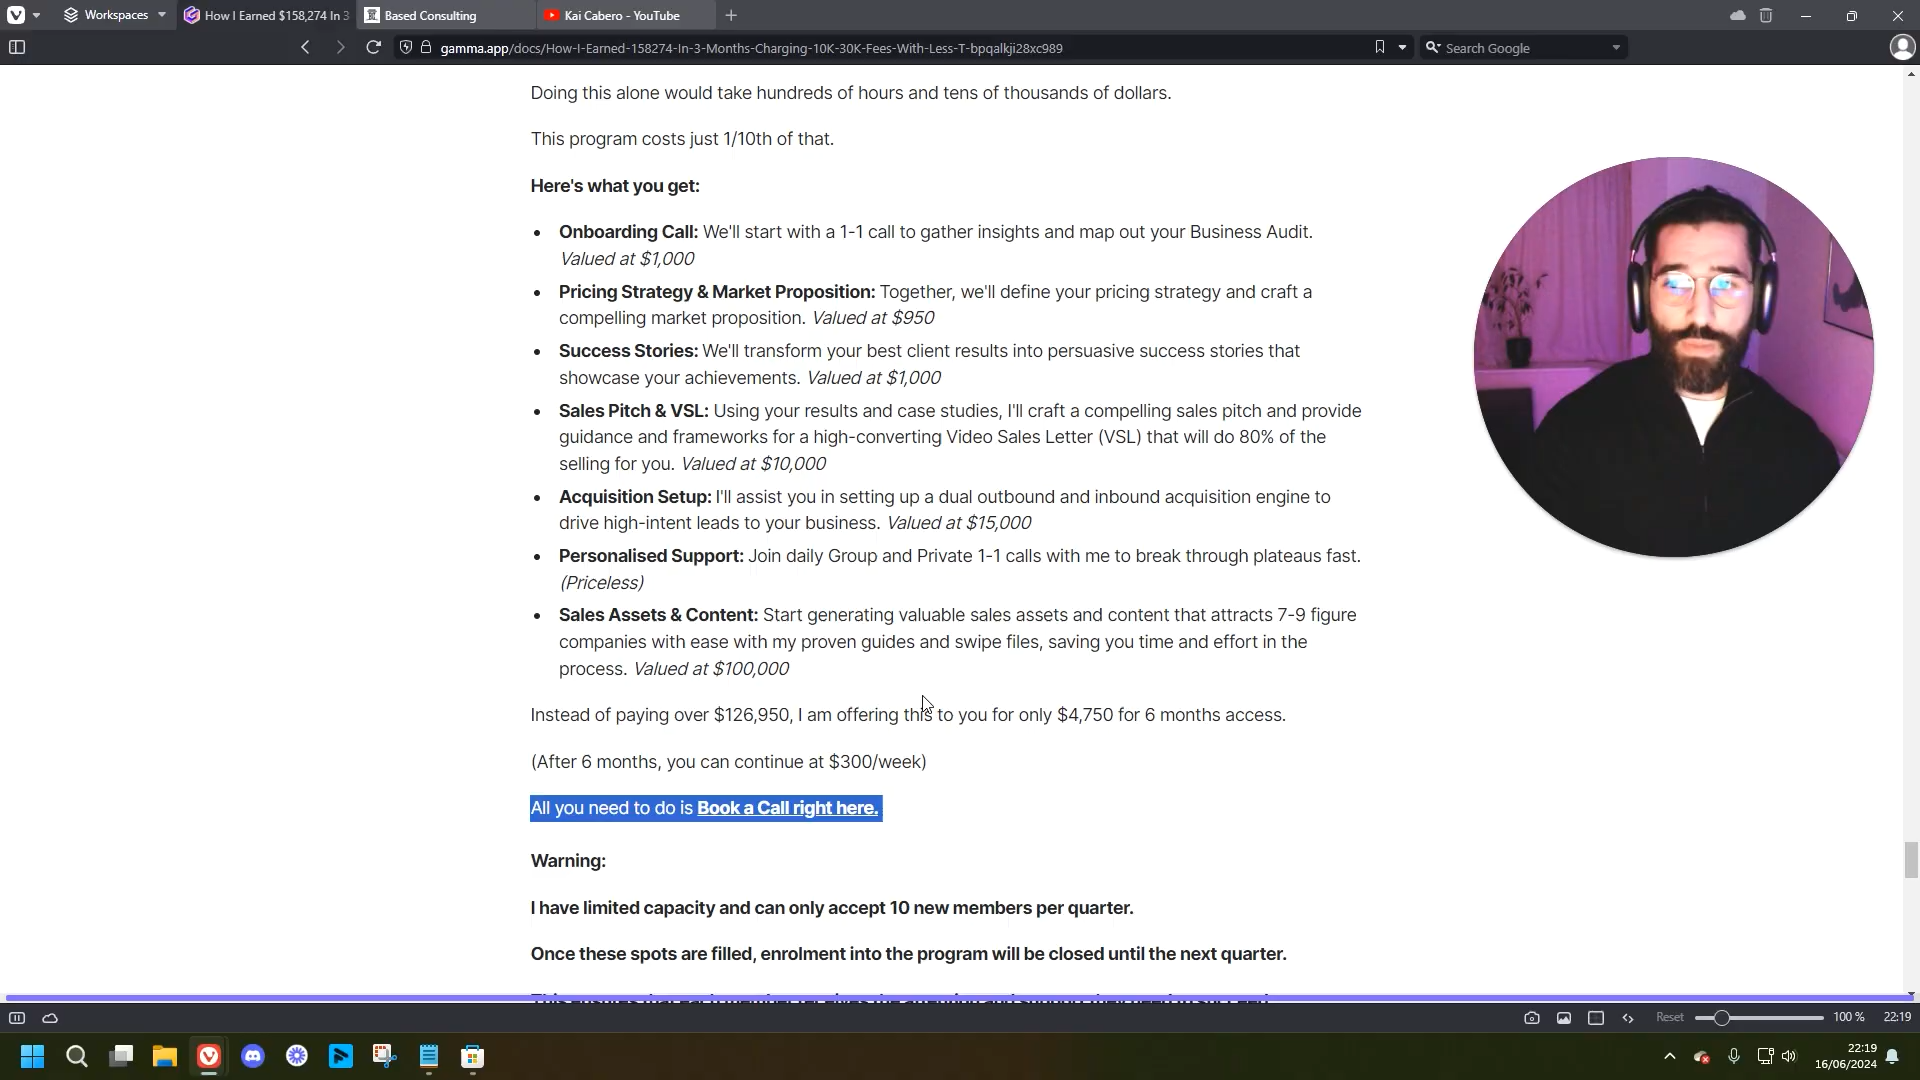 Workspaces
How I Earned $158,274 In 3
Based Consulting
Kai Cabero - YouTube
gamma.app/docs/How-I-Earned-158274-In-3-Months-Charging-10K-30K-Fees-With-Less-T-bpqalkji28xc989
Search Google
Doing this alone would take hundreds of hours and tens of thousands of dollars.
This program costs just 1/10th of that.
Here's what you get:
• Onboarding Call: We'll start with a 1-1 call to gather insights and map out your Business Audit.
Valued at $1,000
• Pricing Strategy & Market Proposition: Together, we'll define your pricing strategy and craft a
compelling market proposition. Valued at $950
• Success Stories: We'll transform your best client results into persuasive success stories that
showcase your achievements. Valued at $1,000
• Sales Pitch & VSL: Using your results and case studies, I'll craft a compelling sales pitch and provide
guidance and frameworks for a high-converting Video Sales Letter (VSL) that will do 80% of the
selling for you. Valued at $10,000
• Acquisition Setup: I'll assist you in setting up a dual outbound and inbound acquisition engine to
drive high-intent leads to your business. Valued at $15,000
• Personalised Support: Join daily Group and Private 1-1 calls with me to break through plateaus fast.
(Priceless)
• Sales Assets & Content: Start generating valuable sales assets and content that attracts 7-9 figure
companies with ease with my proven guides and swipe files, saving you time and effort in the
process. Valued at $100,000
Instead of paying over $126,950, I am offering this to you for only $4,750 for 6 months access.
(After 6 months, you can continue at $300/week)
All you need to do is Book a Call right here.
Warning:
I have limited capacity and can only accept 10 new members per quarter.
Once these spots are filled, enrolment into the program will be closed until the next quarter.
Reset
100 %
22:19
22:19
16/06/2024